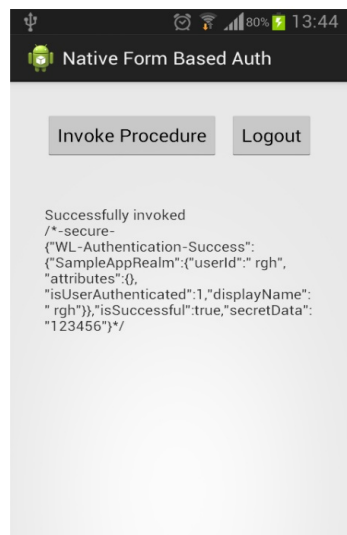 80% 13:44
Native Form Based Auth
Invoke Procedure Logout
Successfully invoked
/*-secure-
{"WL-Authentication-Success":
{"SampleAppRealm":{"userId":" rgh",
"attributes":{},
"isUserAuthenticated":1,"displayName":
" rgh"}},"isSuccessful":true,"secretData":
"123456"}*/